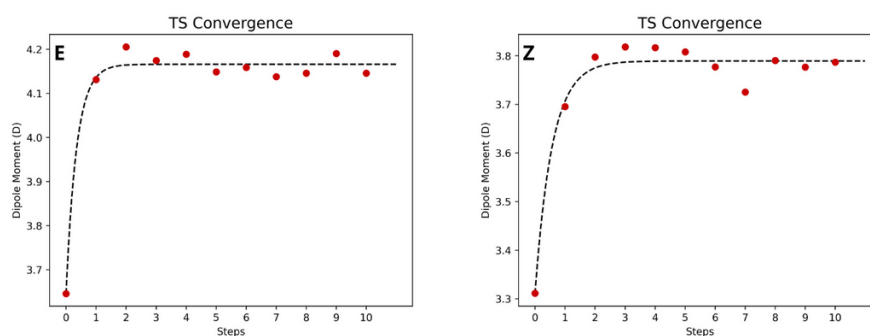 TS Convergence
E
Dipole Moment (D)
4.2
4.1
4.0
3.9
3.8
3.7
0 1 2 3 4 5 6 7 8 9 10
Steps
TS Convergence
Z
Dipole Moment (D)
3.8
3.7
3.6
3.5
3.4
3.3
0 1 2 3 4 5 6 7 8 9 10
Steps